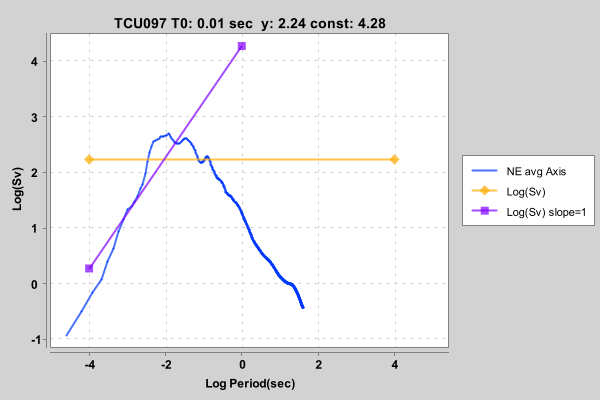 TCU097 T0: 0.01 sec  y: 2.24 const: 4.28
Log(Sv)
4
3
2
1
0
-1
-4
-2
0
2
4
Log Period(sec)
NE avg Axis
Log(Sv)
Log(Sv) slope=1